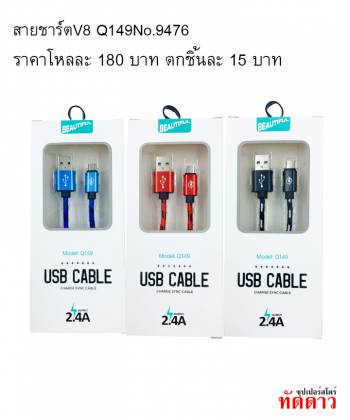 สายชาร์ตV8 Q149No.9476
ราคาโหลละ 180 บาท ตกชิ้นละ 15 บาท
BEAUTIFUL BEAUTIFUL BEAUTIFUL
Model: Q149 Model: Q149 Model: Q149
USB CABLE USB CABLE USB CABLE
CHARGE SYNC CABLE CHARGE SYNC CABLE CHARGE SYNC CABLE
2.4A 2.4A 2.4A
ซุปเปอร์สโตร์
ทัดดาว